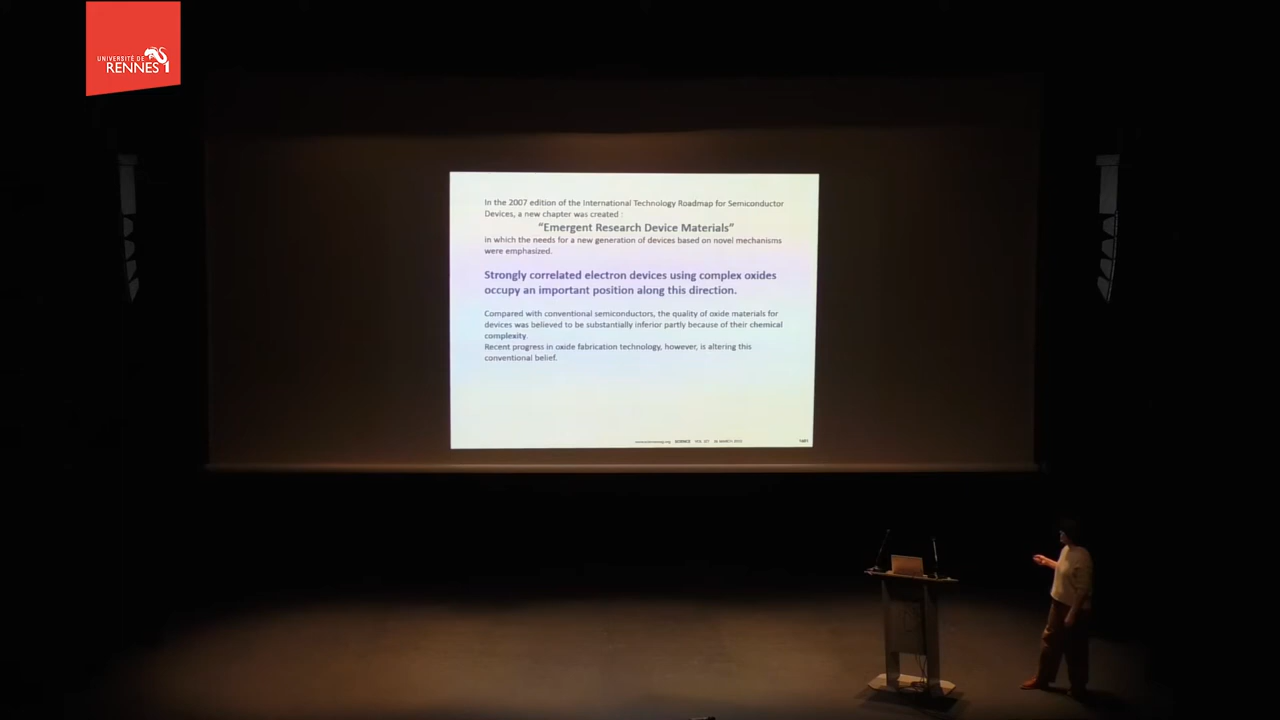 UNIVERSITÉ DE
RENNES 1
In the 2007 edition of the International Technology Roadmap for Semiconductor
Devices, a new chapter was created :
“Emergent Research Device Materials”
in which the needs for a new generation of devices based on novel mechanisms
were emphasized.
Strongly correlated electron devices using complex oxides
occupy an important position along this direction.
Compared with conventional semiconductors, the quality of oxide materials for
devices was believed to be substantially inferior partly because of their chemical
complexity.
Recent progress in oxide fabrication technology, however, is altering this
conventional belief.
SCIENCE